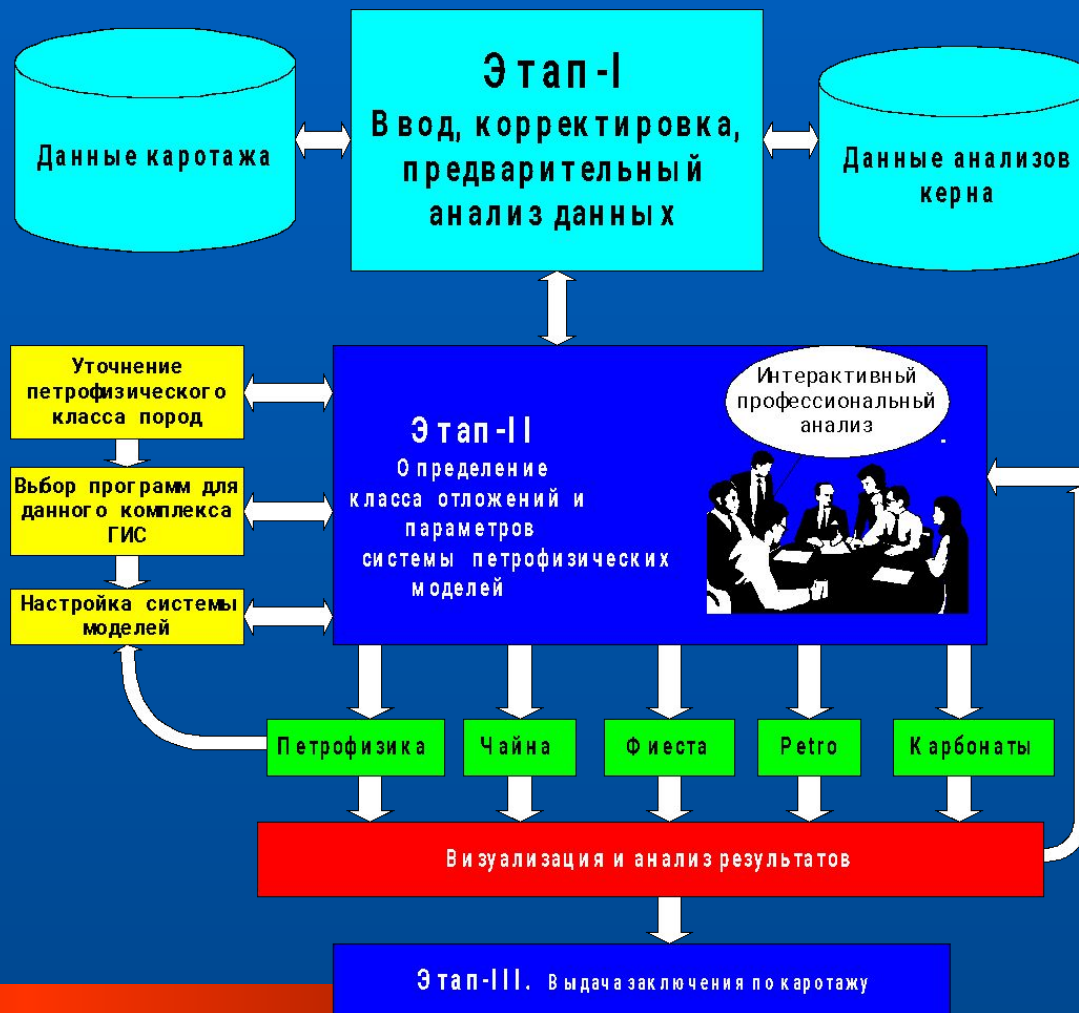 Этап-I
Ввод, корректировка,
предварительный
анализ данных
Данные каротажа
Данные анализов
керна
Уточнение
петрофизического
класса пород
Выбор программ для
данного комплекса
ГИС
Настройка системы
моделей
Этап-II
Определение
класса отложений и
параметров
системы петрофизических
моделей
Интерактивный
профессиональный
анализ
Петрофизика
Чайна
Фиеста
Petro
Карбонаты
Визуализация и анализ результатов
Этап-III. Выдача заключения по каротажу